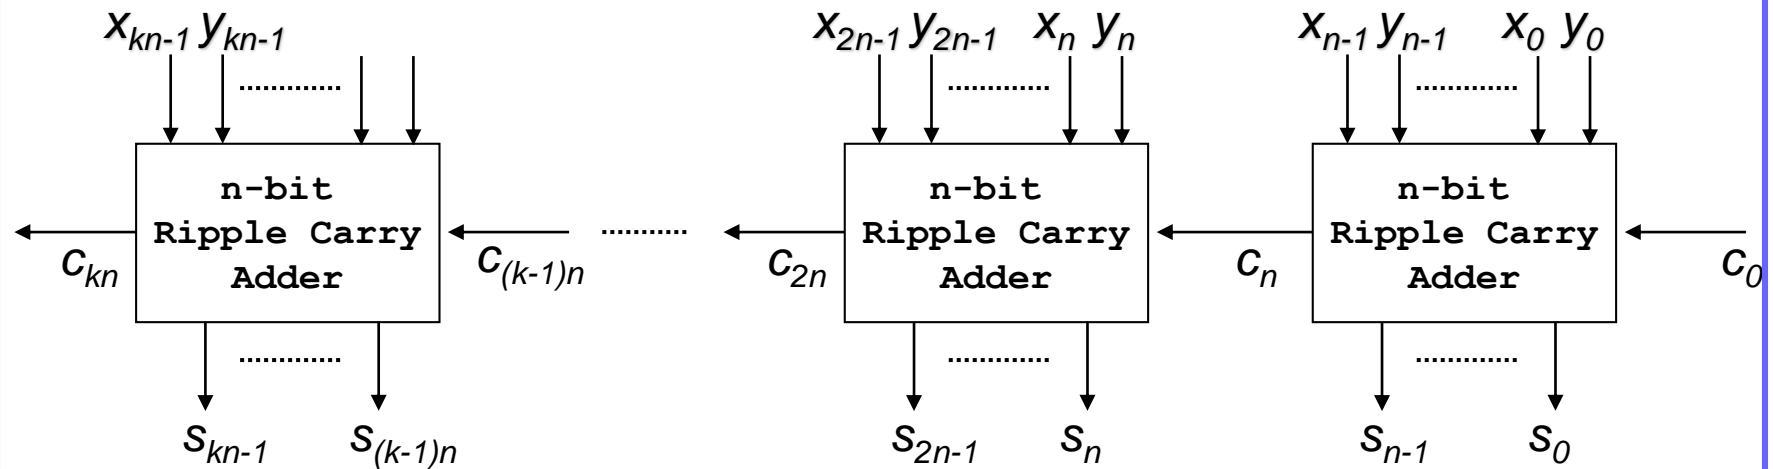 x_{kn-1} y_{kn-1} x_{2n-1} y_{2n-1} x_n y_n x_{n-1} y_{n-1} x_0 y_0
n-bit
Ripple Carry
Adder
n-bit
Ripple Carry
Adder
n-bit
Ripple Carry
Adder
c_{kn} c_{(k-1)n} c_{2n} c_n c_0
s_{kn-1} s_{(k-1)n} s_{2n-1} s_n s_{n-1} s_0